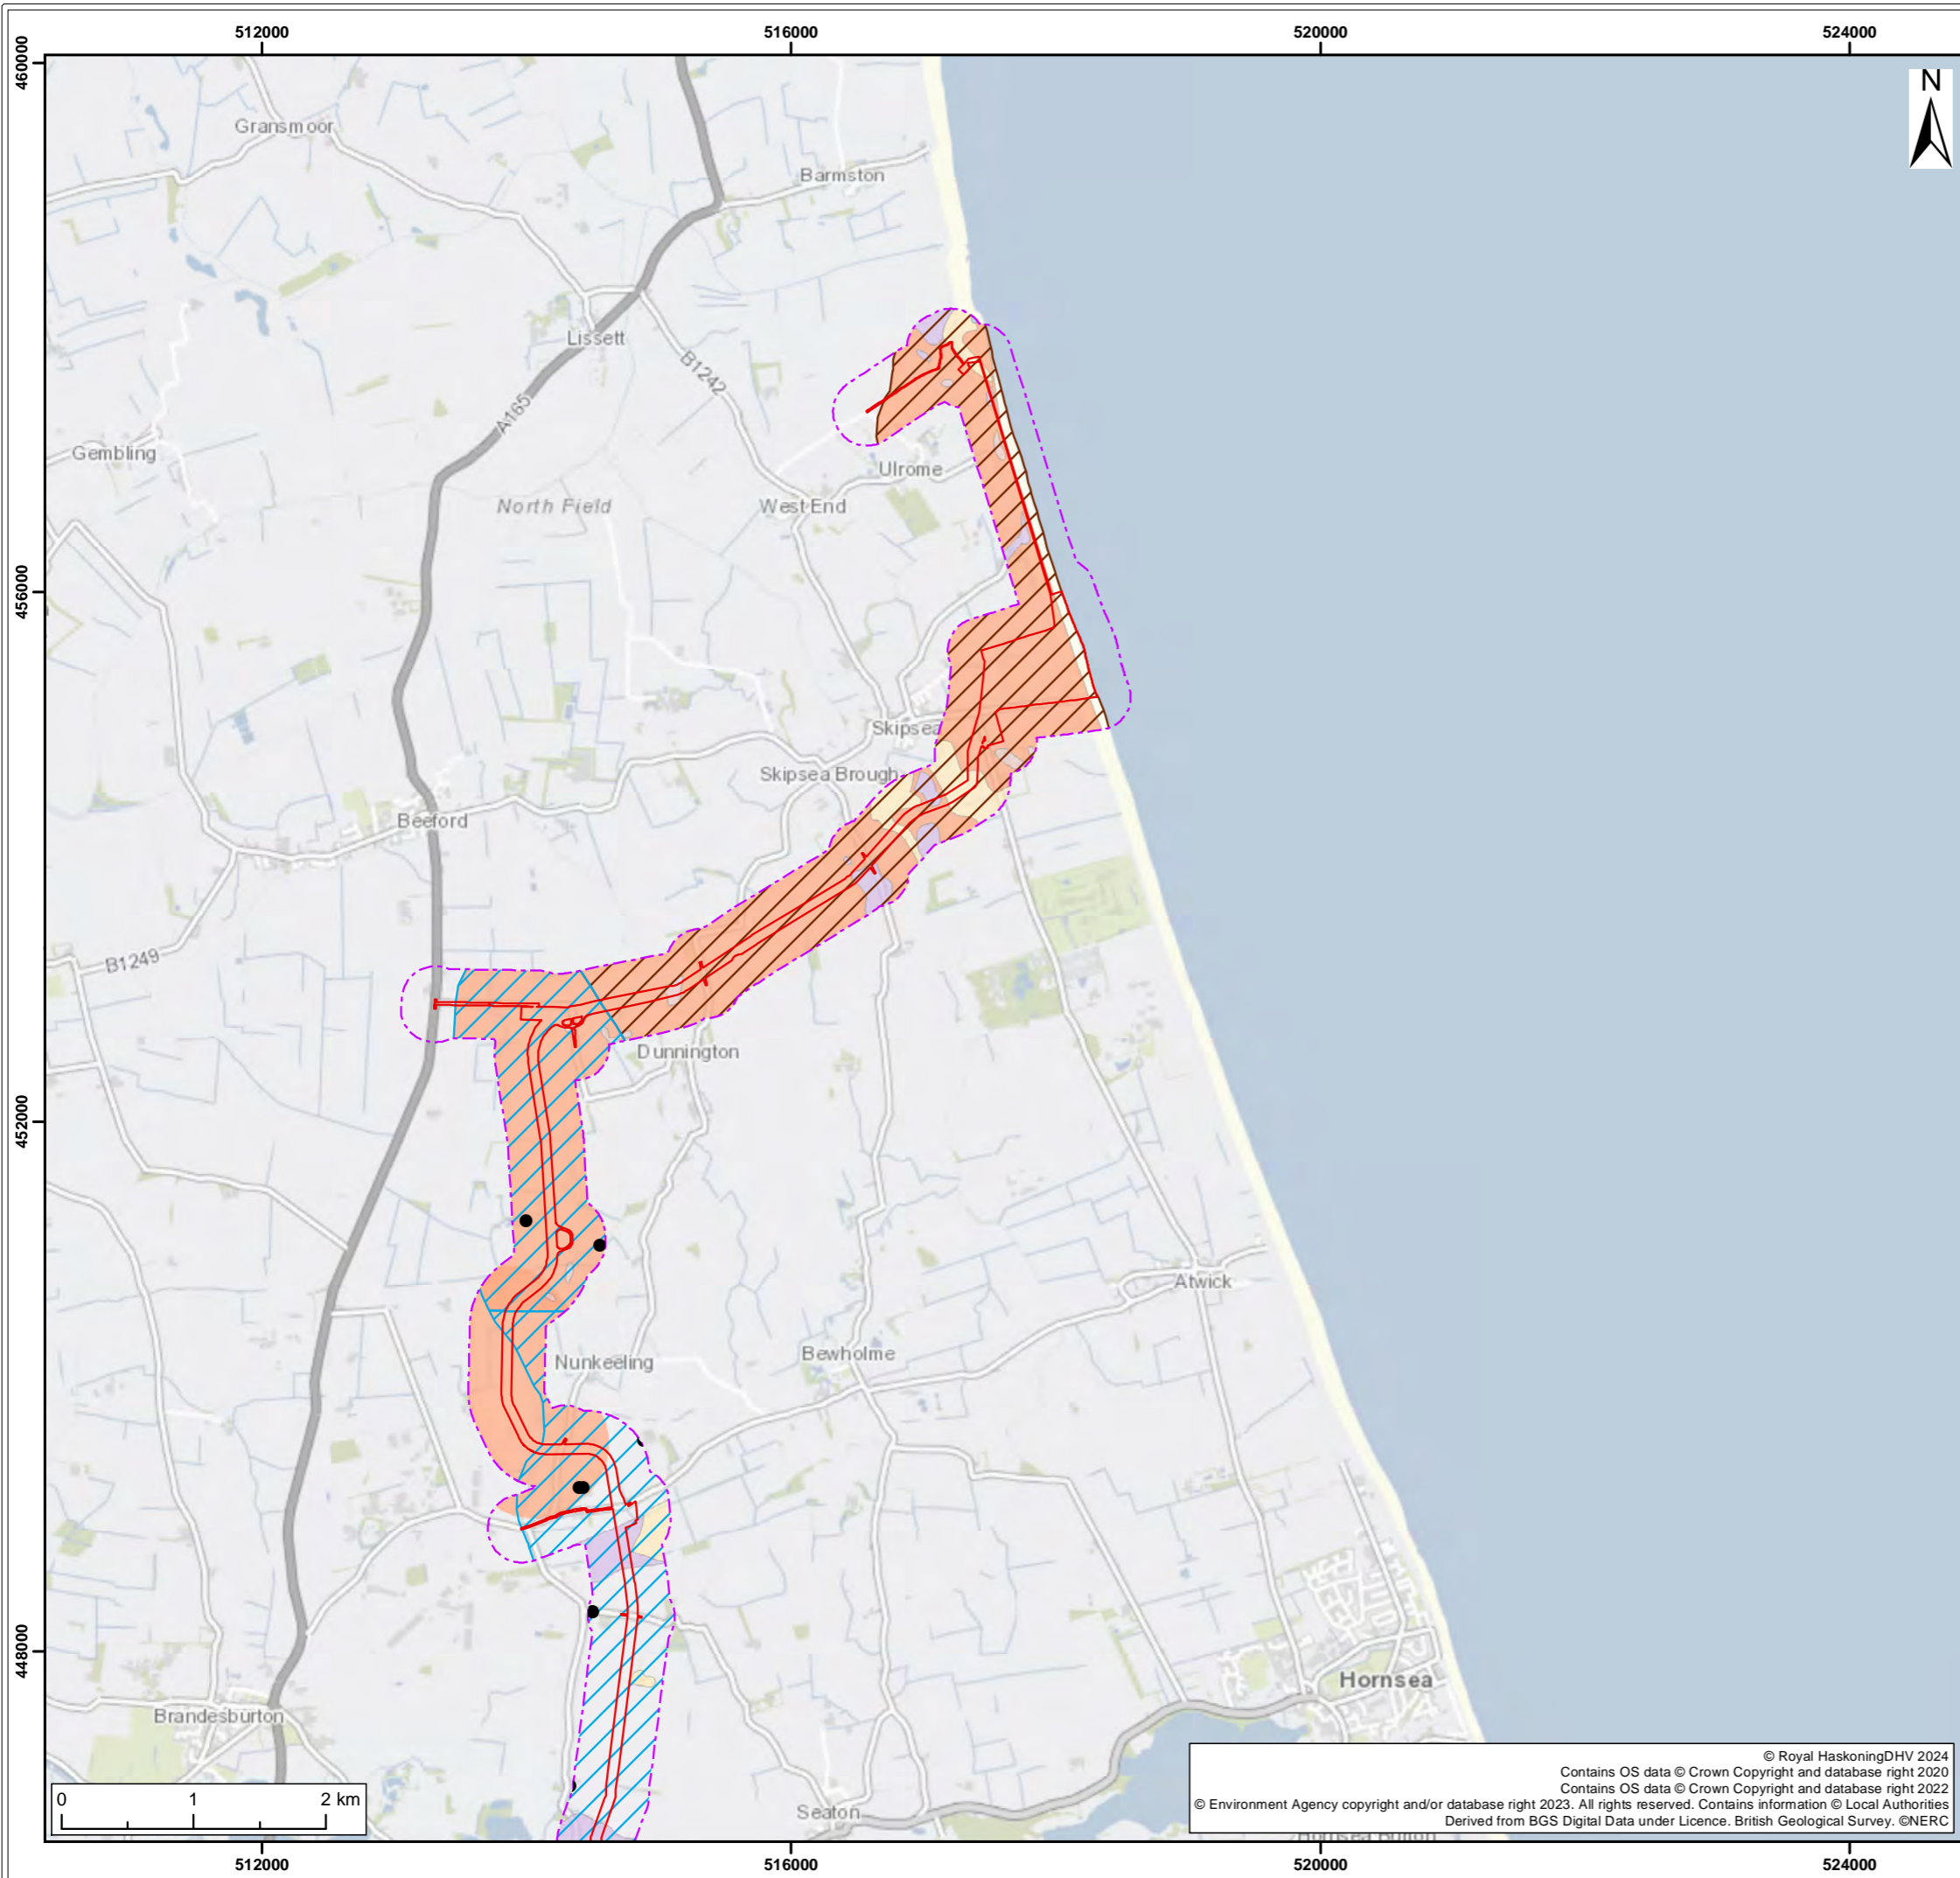 512000 516000 520000 524000
460000
N
Gransmoor
Barmston
Lissett
B1242
A165
Gembling
Ulrome
North Field
West End
456000
Skipsea
Skipsea Brough
Beeford
B1249
Dunnington
452000
Atwick
Nunkeeling
Bewholme
448000
Hornsea
Brandesburton
Seaton
0 1 2 km
© Royal HaskoningDHV 2024
Contains OS data © Crown Copyright and database right 2020
Contains OS data © Crown Copyright and database right 2022
© Environment Agency copyright and/or database right 2023. All rights reserved. Contains information © Local Authorities
Derived from BGS Digital Data under Licence. British Geological Survey. ©NERC
512000 516000 520000 524000